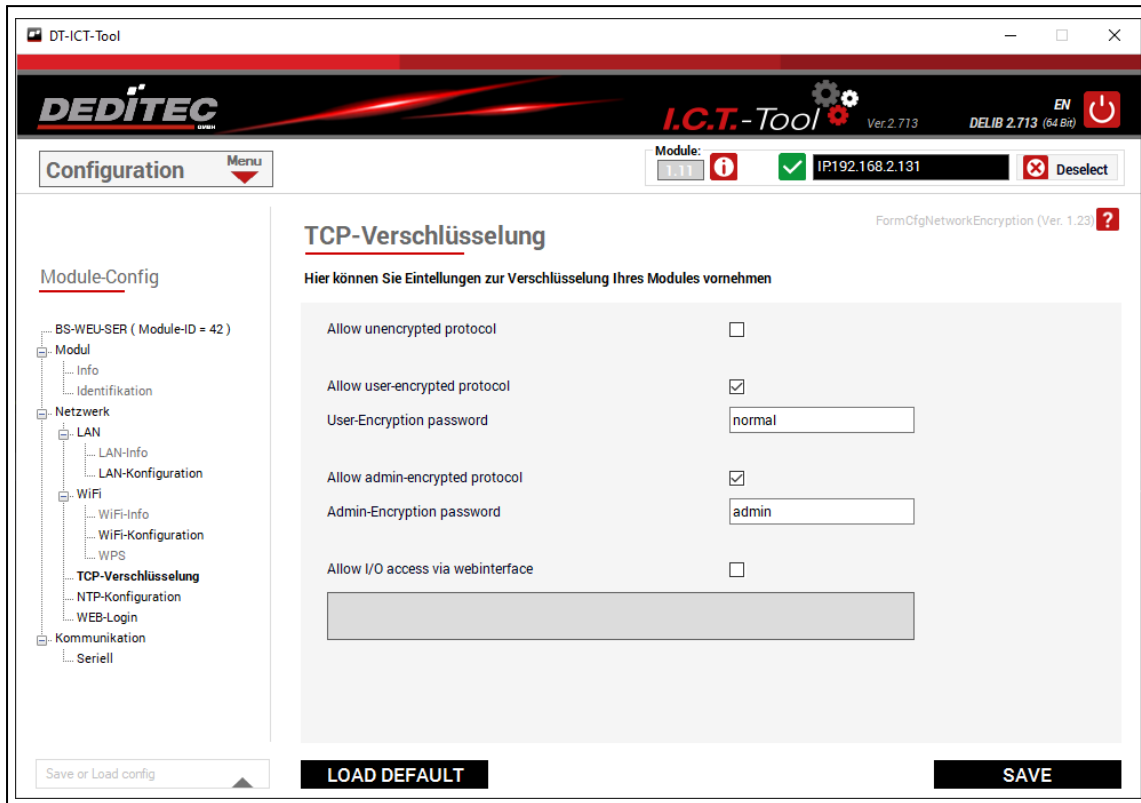 DT-ICT-Tool
DEDITEC
GMBH
I.C.T.-Tool
Ver.2.713
EN
DELIB 2.713 (64 Bit)
Configuration
Menu
Module:
1.11
IP.192.168.2.131
Deselect
Module-Config
BS-WEU-SER ( Module-ID = 42 )
Modul
Info
Identifikation
Netzwerk
LAN
LAN-Info
LAN-Konfiguration
WiFi
WiFi-Info
WiFi-Konfiguration
WPS
TCP-Verschlüsselung
NTP-Konfiguration
WEB-Login
Kommunikation
Seriell
Save or Load config
TCP-Verschlüsselung
FormCfgNetworkEncryption (Ver. 1.23)
?
Hier können Sie Eintellungen zur Verschlüsselung Ihres Modules vornehmen
Allow unencrypted protocol
Allow user-encrypted protocol
User-Encryption password normal
Allow admin-encrypted protocol
Admin-Encryption password admin
Allow I/O access via webinterface
LOAD DEFAULT
SAVE